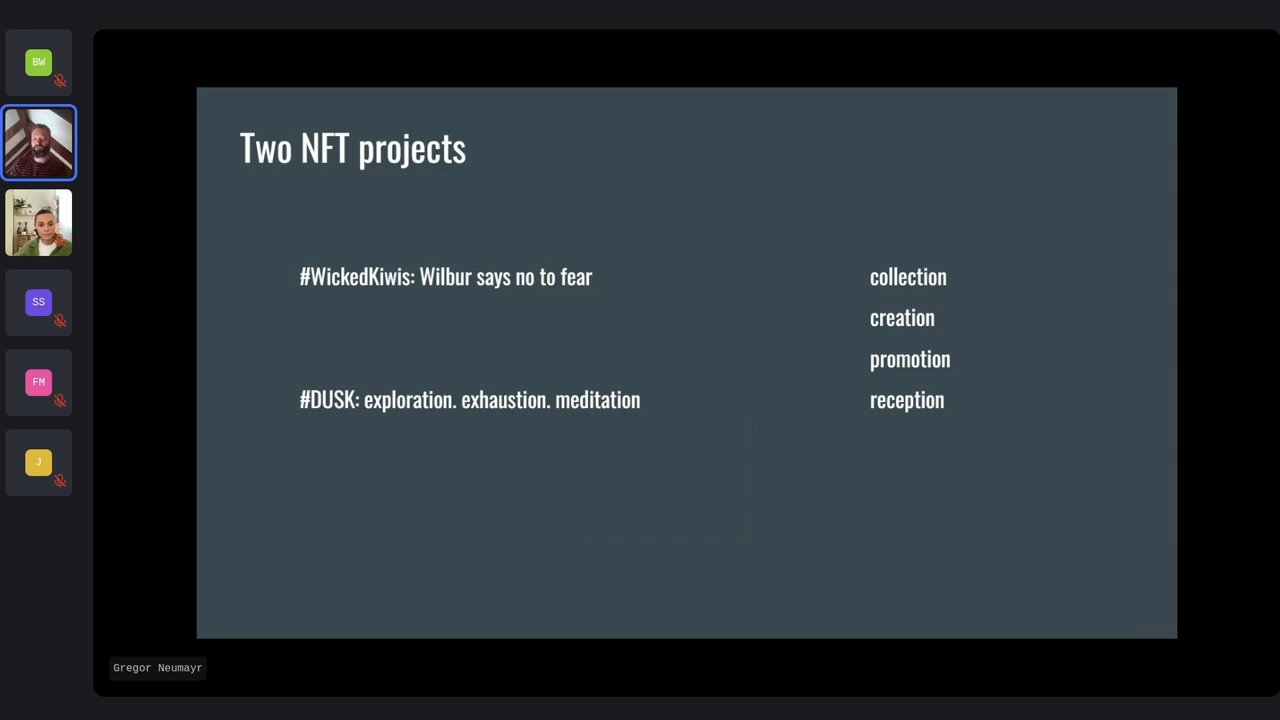 BW
Two NFT projects
#WickedKiwis: Wilbur says no to fear
collection
creation
promotion
#DUSK: exploration. exhaustion. meditation
reception
SS
FM
J
Gregor Neumayr